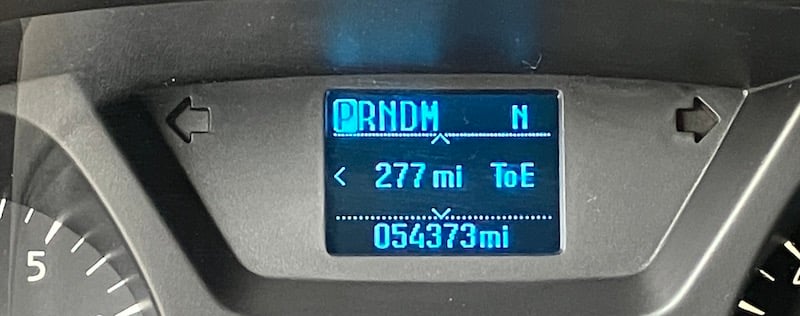 PRNDM N
< 277 mi ToE
054373mi
5